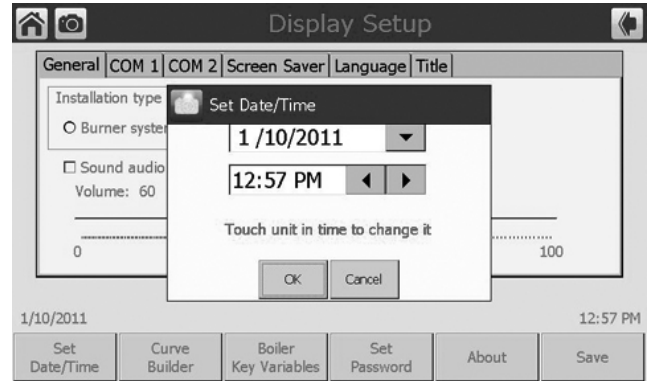 Display Setup
General COM 1 COM 2 Screen Saver Language Title
Installation type
Burner syster
Set Date/Time
1 /10/2011
Sound audio
12:57 PM
Volume: 60
Touch unit in time to change it
0 100
OK Cancel
1/10/2011 12:57 PM
Set Date/Time
Curve Builder
Boiler Key Variables
Set Password
About
Save